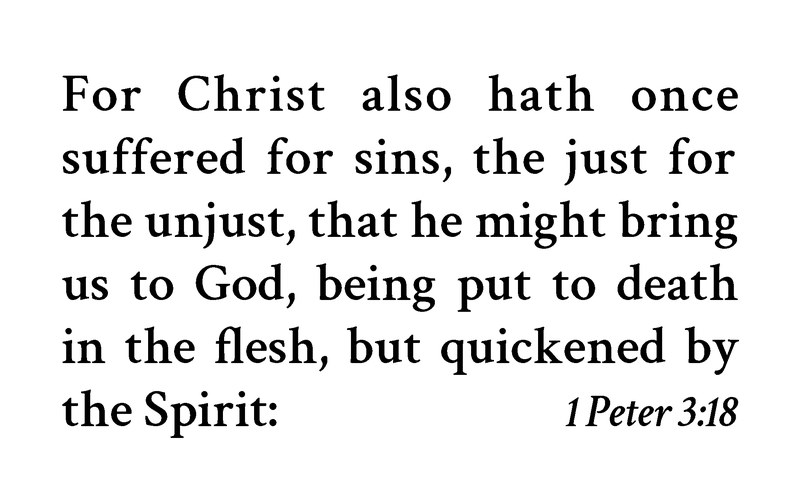 For Christ also hath once
suffered for sins, the just for
the unjust, that he might bring
us to God, being put to death
in the flesh, but quickened by
the Spirit: 1 Peter 3:18